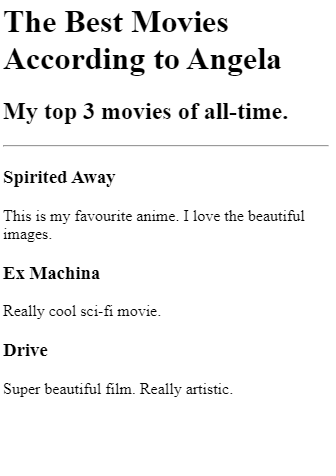 The Best Movies
According to Angela
My top 3 movies of all-time.
Spirited Away
This is my favourite anime. I love the beautiful
images.
Ex Machina
Really cool sci-fi movie.
Drive
Super beautiful film. Really artistic.